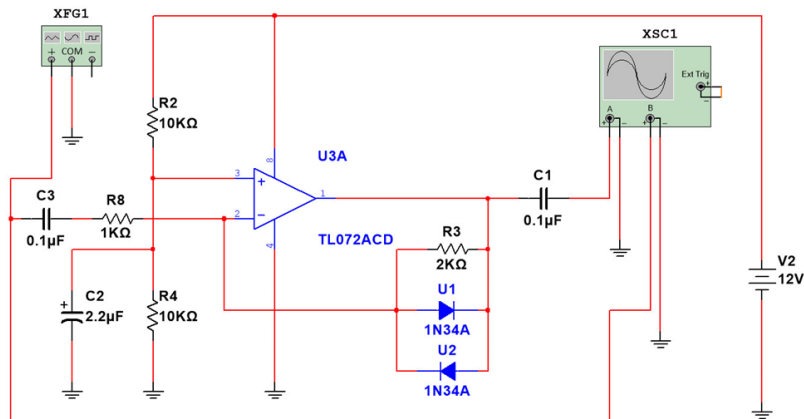 XFG1
+ COM −
XSC1
Ext Trig
+
−
A
B
+ − + −
R2
10KΩ
U3A
8
3
+
1
2
−
4
TL072ACD
C3
0.1µF
R8
1KΩ
C1
0.1µF
R3
2KΩ
U1
1N34A
U2
1N34A
+
C2
2.2µF
R4
10KΩ
V2
12V